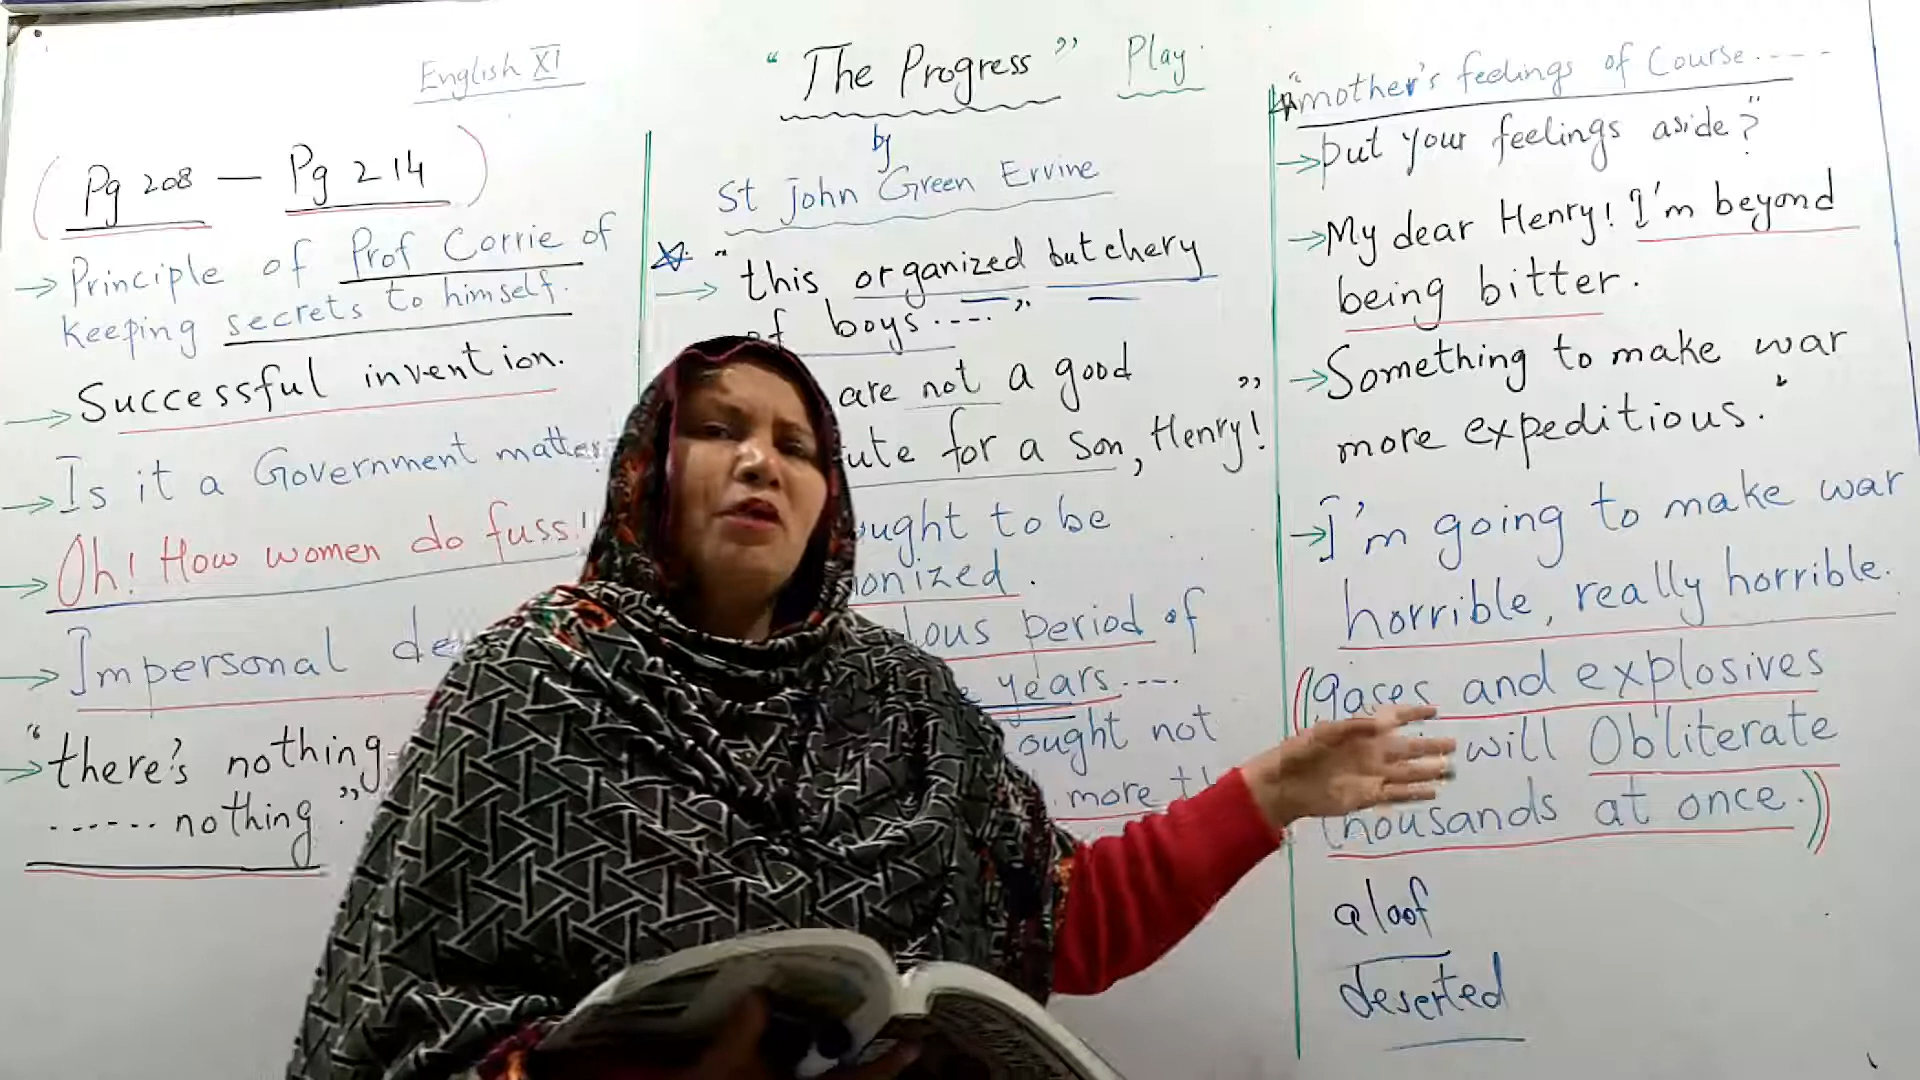 English XI
"The Progress" Play
by
St John Green Ervine
(Pg 208 — Pg 214)
→ Principle of Prof Corrie of
keeping secrets to himself.
→ Successful invention.
→ Is it a Government matter
→ Oh! How women do fuss!
→ Impersonal
→ "there's nothing
...... nothing."
→ "this organized butchery
of boys....."
are not a good
for a son, Henry!"
ought to be
period of
years....
ought not
more
"mother's feelings of Course.....
→ put your feelings aside?"
→ My dear Henry! I'm beyond
being bitter.
→ Something to make war
more expeditious.
→ I'm going to make war
horrible, really horrible.
(gases and explosives
will Obliterate
thousands at once.)
aloof
deserted